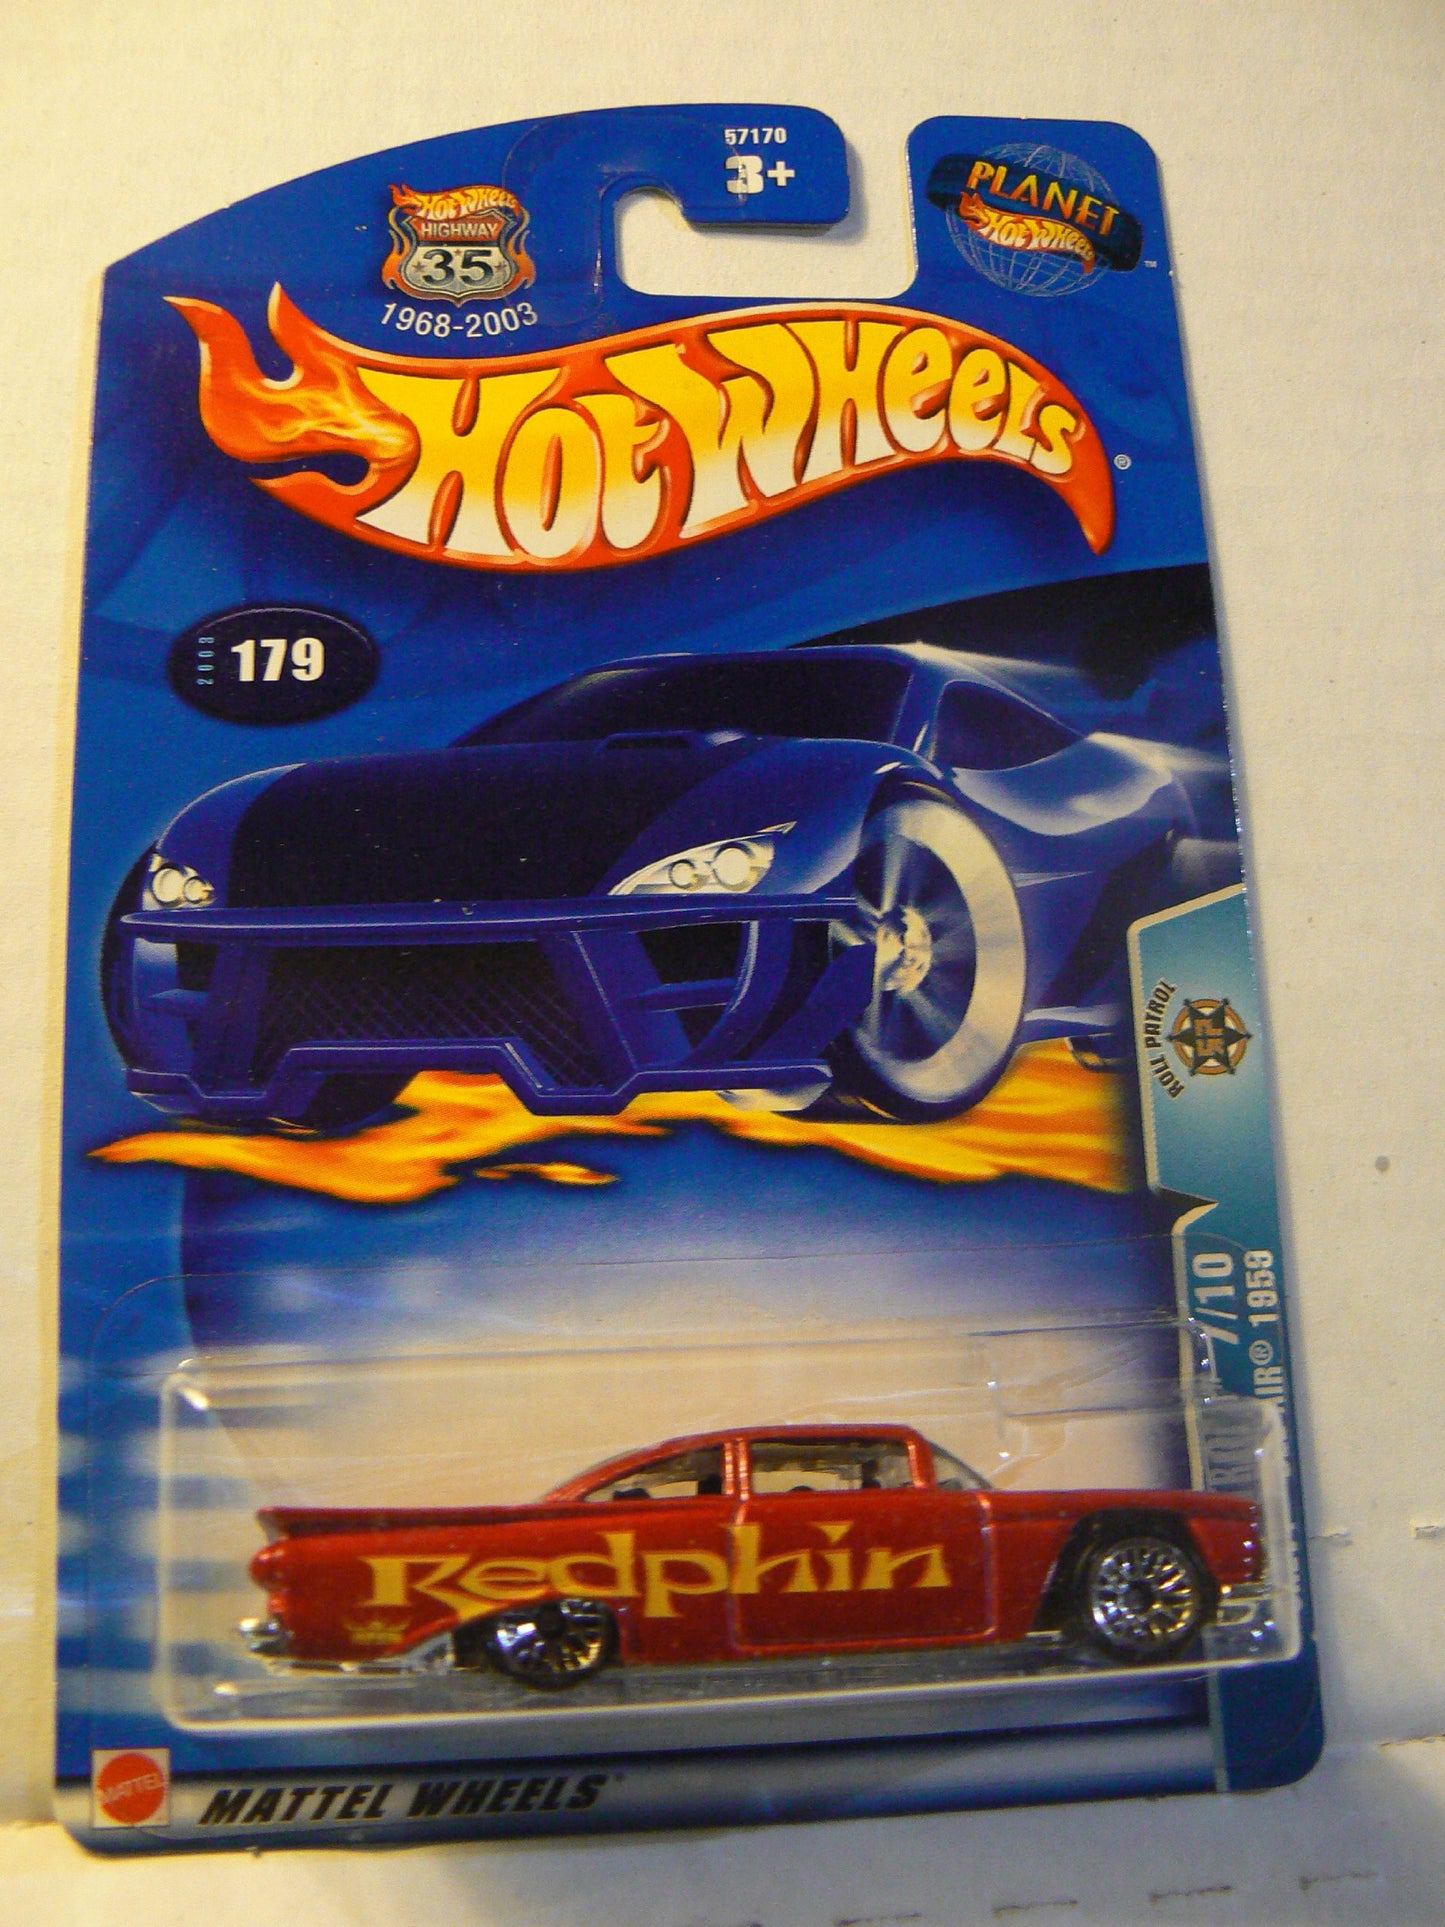 57170
3+
PLANET
HOT WHEELS
™
HOT WHEELS
HIGHWAY
35
1968-2003
HOT WHEELS
®
2003
179
ROLL PATROL
7/10
1959
Redphin
MATTEL
MATTEL WHEELS